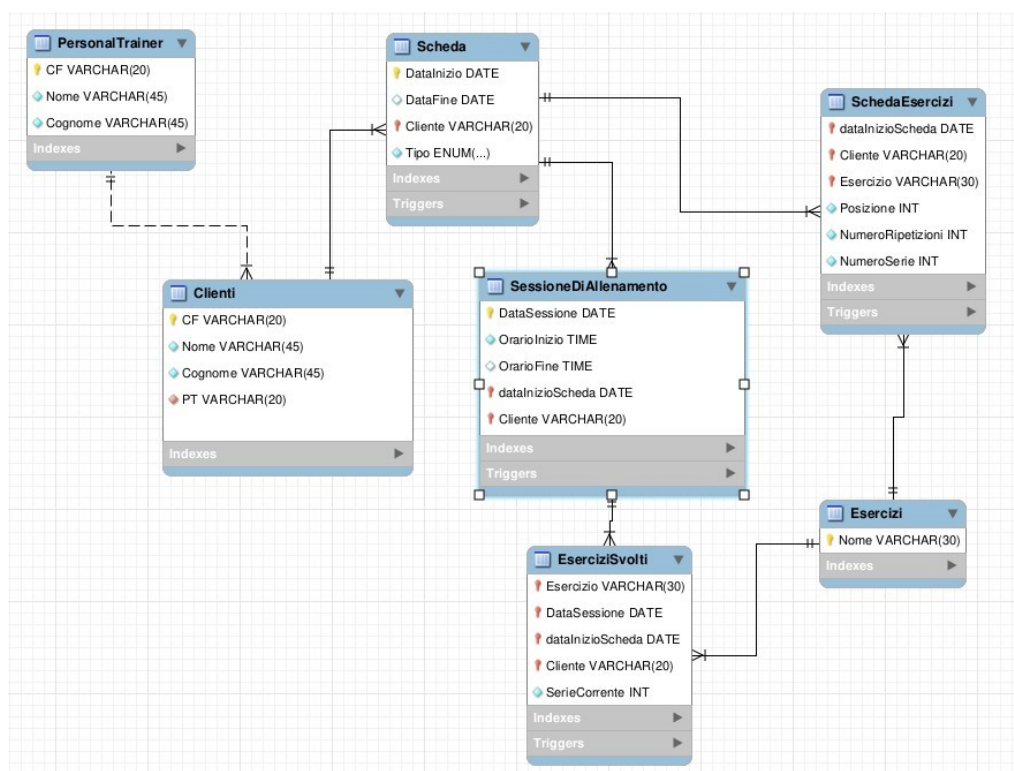 PersonalTrainer
CF VARCHAR(20)
Nome VARCHAR(45)
Cognome VARCHAR(45)
Indexes
Scheda
DataInizio DATE
DataFine DATE
Cliente VARCHAR(20)
Tipo ENUM(...)
Indexes
Triggers
SchedaEsercizi
dataInizioScheda DATE
Cliente VARCHAR(20)
Esercizio VARCHAR(30)
Posizione INT
NumeroRipetizioni INT
NumeroSerie INT
Indexes
Triggers
Clienti
CF VARCHAR(20)
Nome VARCHAR(45)
Cognome VARCHAR(45)
PT VARCHAR(20)
Indexes
SessioneDiAllenamento
DataSessione DATE
OrarioInizio TIME
OrarioFine TIME
dataInizioScheda DATE
Cliente VARCHAR(20)
Indexes
Triggers
Esercizi
Nome VARCHAR(30)
Indexes
EserciziSvolti
Esercizio VARCHAR(30)
DataSessione DATE
dataInizioScheda DATE
Cliente VARCHAR(20)
SerieCorrente INT
Indexes
Triggers